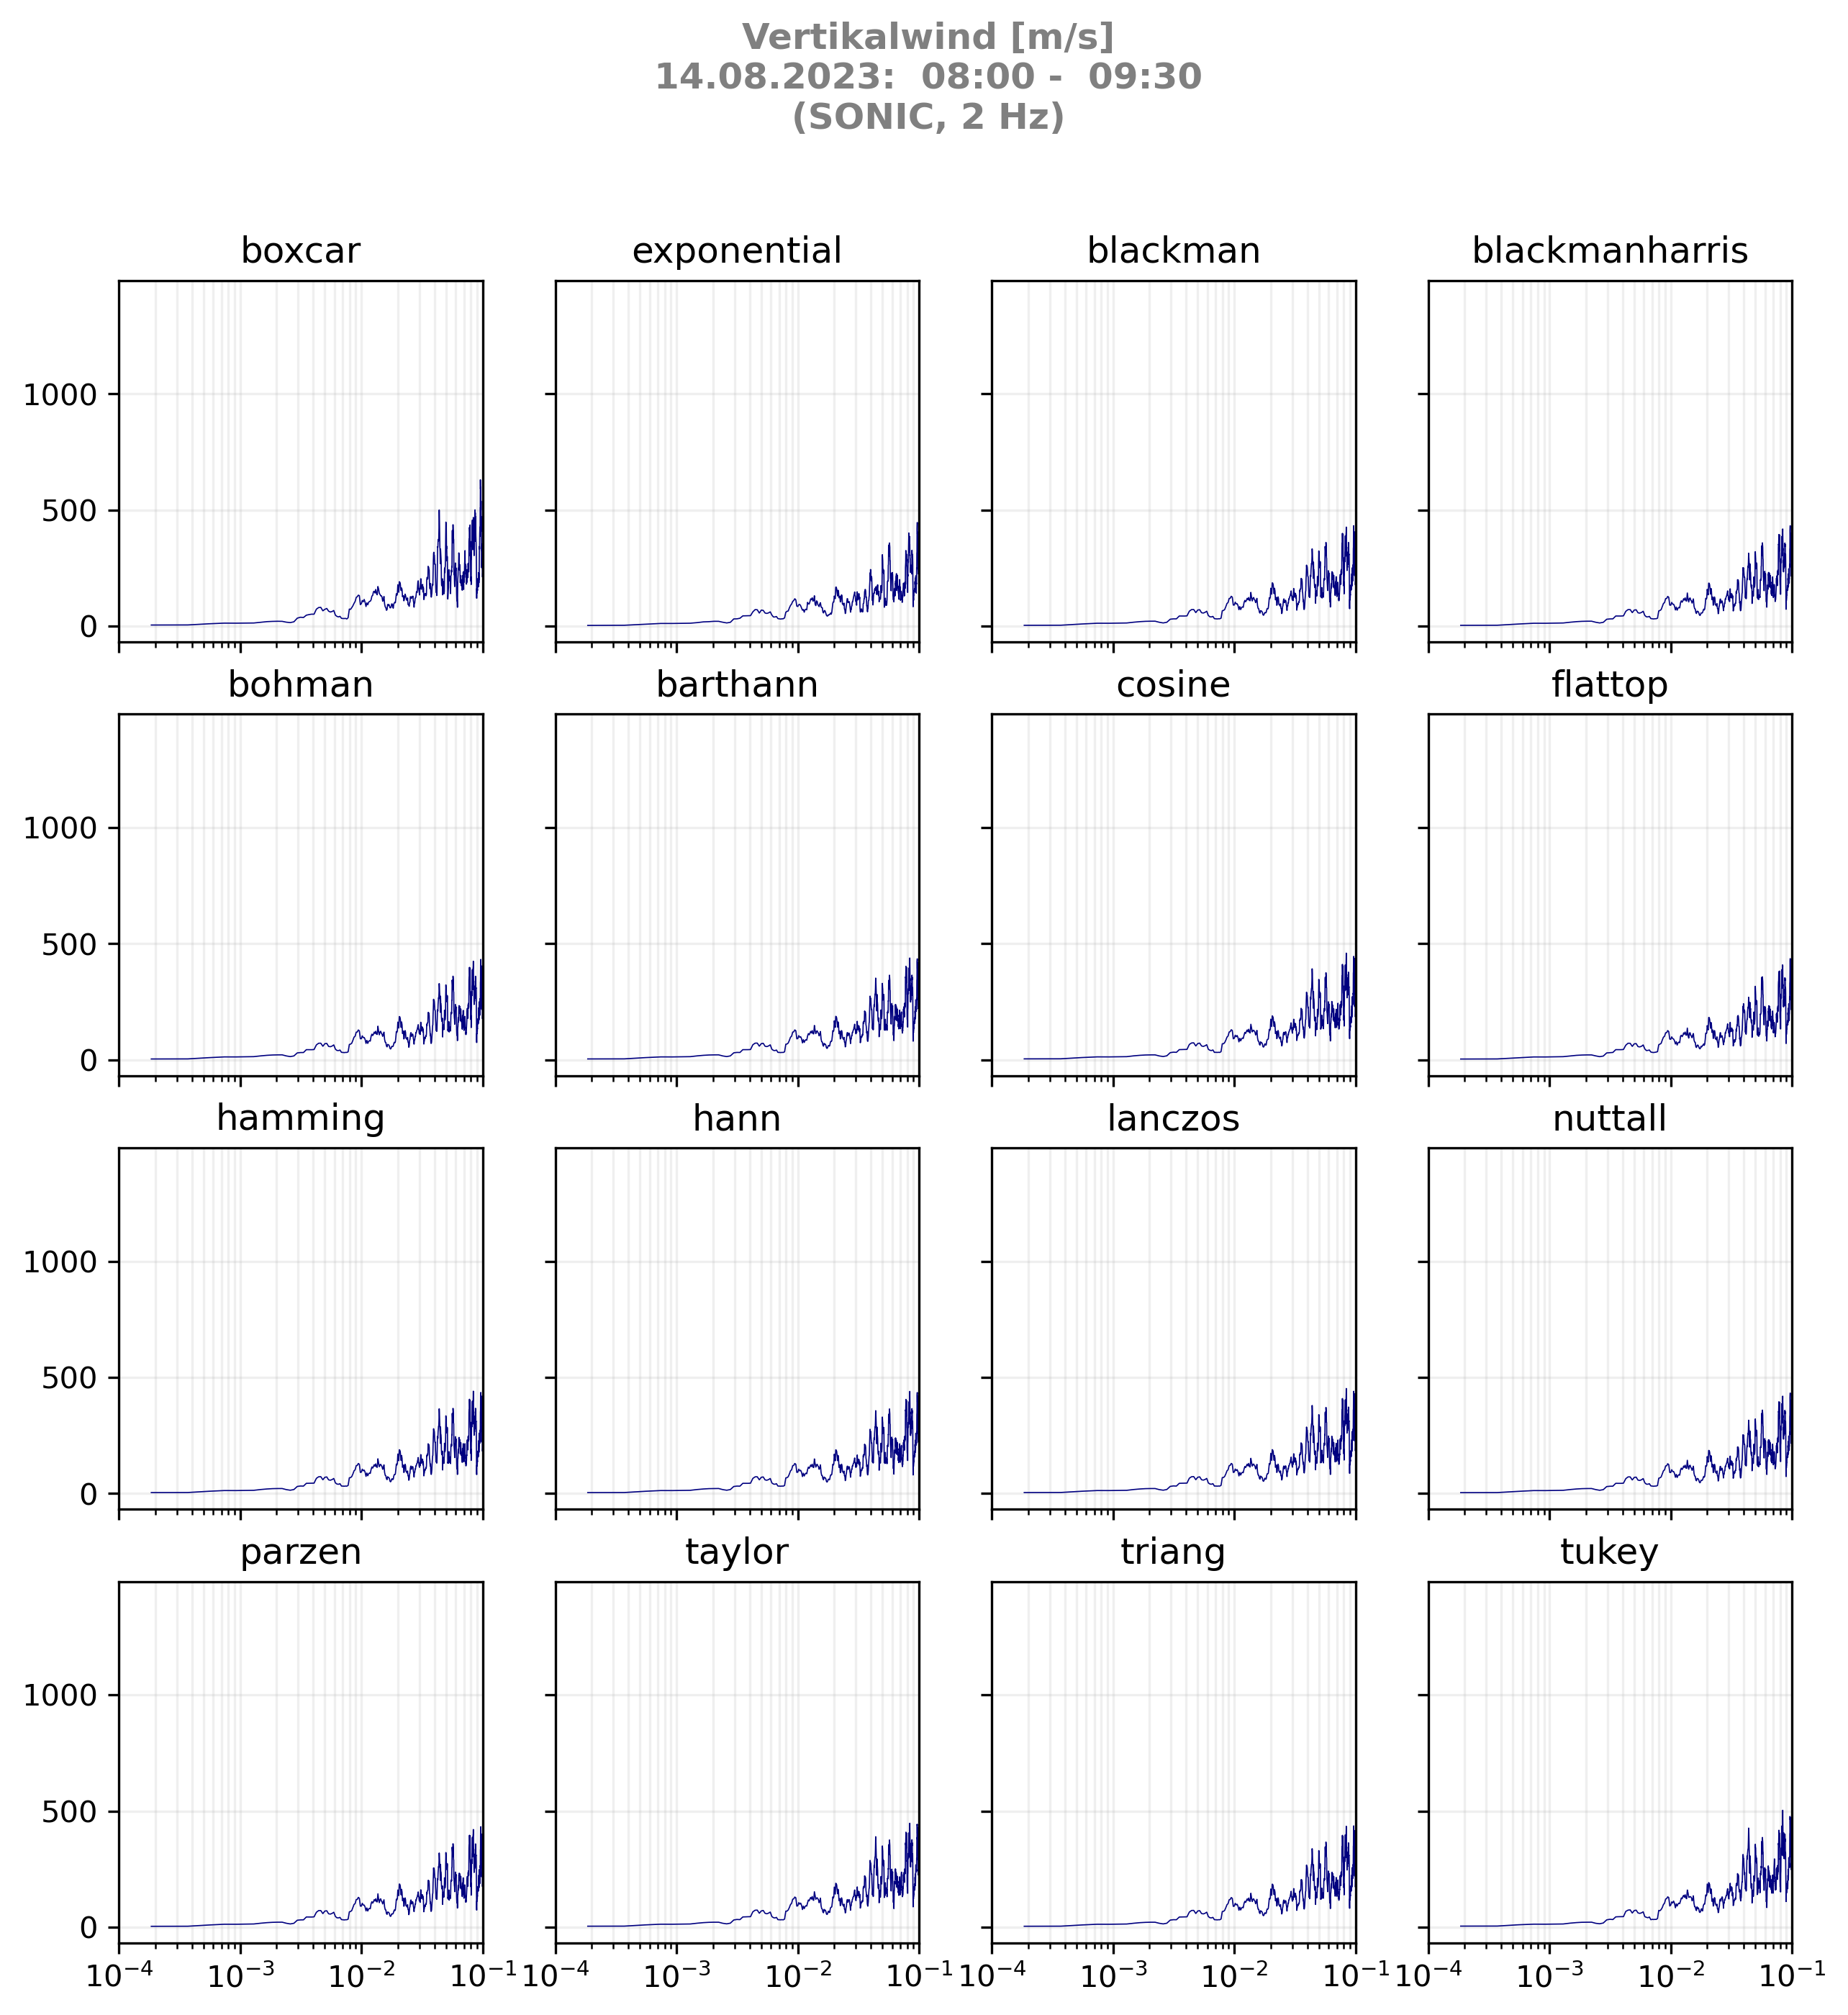 Vertikalwind [m/s]
14.08.2023:  08:00 -  09:30
(SONIC, 2 Hz)
boxcar
exponential
blackman
blackmanharris
1000
500
0
bohman
barthann
cosine
flattop
1000
500
0
hamming
hann
lanczos
nuttall
1000
500
0
parzen
taylor
triang
tukey
1000
500
0
10⁻⁴ 10⁻³ 10⁻² 10⁻¹ 10⁻⁴ 10⁻³ 10⁻² 10⁻¹ 10⁻⁴ 10⁻³ 10⁻² 10⁻¹ 10⁻⁴ 10⁻³ 10⁻² 10⁻¹